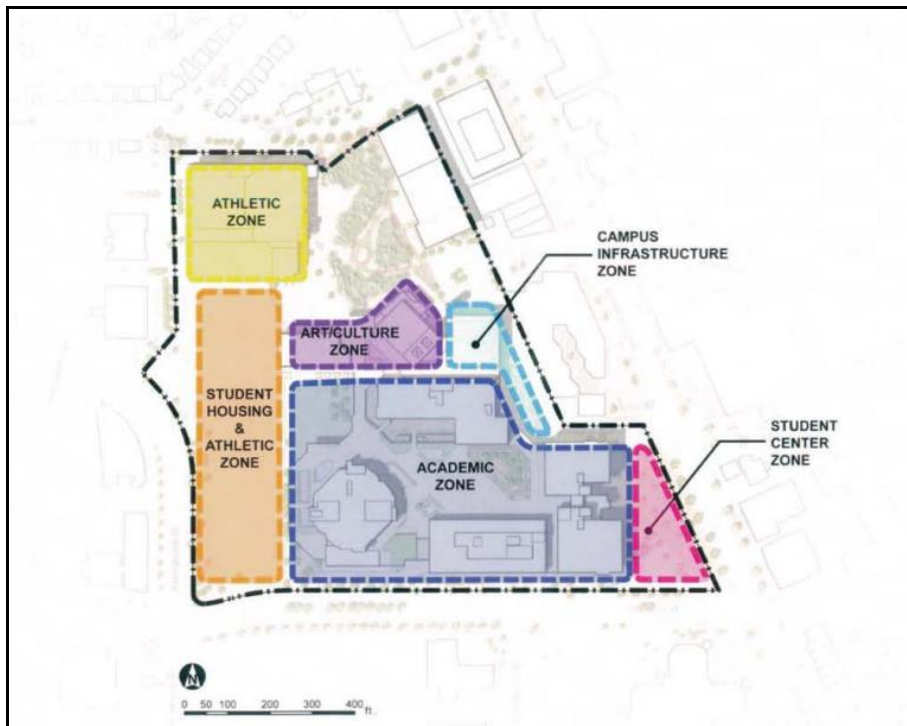 ATHLETIC
ZONE
CAMPUS
INFRASTRUCTURE
ZONE
ART/CULTURE
ZONE
STUDENT
HOUSING
&
ATHLETIC
ZONE
ACADEMIC
ZONE
STUDENT
CENTER
ZONE
N
0 50 100 200 300 400
ft.